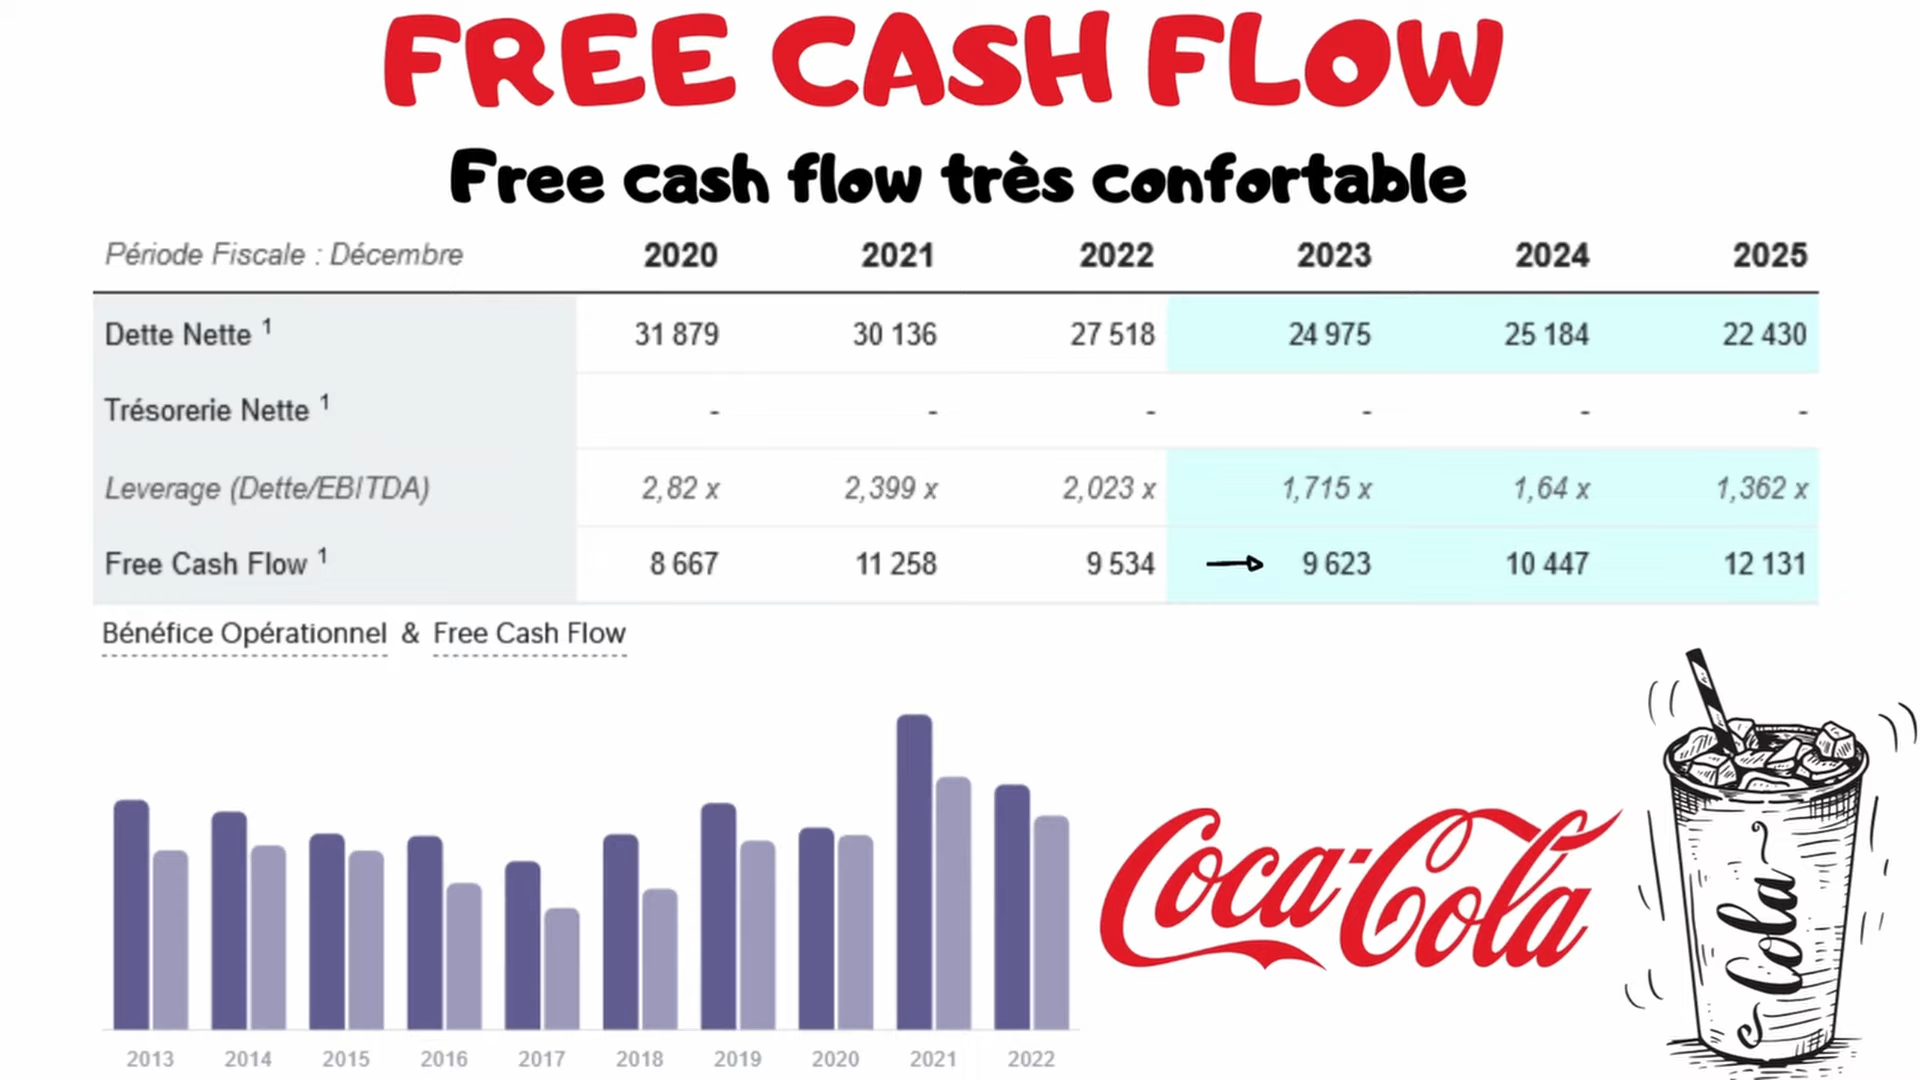 FREE CASH FLOW
Free cash flow très confortable
Période Fiscale : Décembre 2020 2021 2022 2023 2024 2025
Dette Nette 1 31 879 30 136 27 518 24 975 25 184 22 430
Trésorerie Nette 1 - - - - - -
Leverage (Dette/EBITDA) 2,82 x 2,399 x 2,023 x 1,715 x 1,64 x 1,362 x
Free Cash Flow 1 8 667 11 258 9 534 9 623 10 447 12 131
Bénéfice Opérationnel & Free Cash Flow
2013 2014 2015 2016 2017 2018 2019 2020 2021 2022
Coca-Cola
Cola